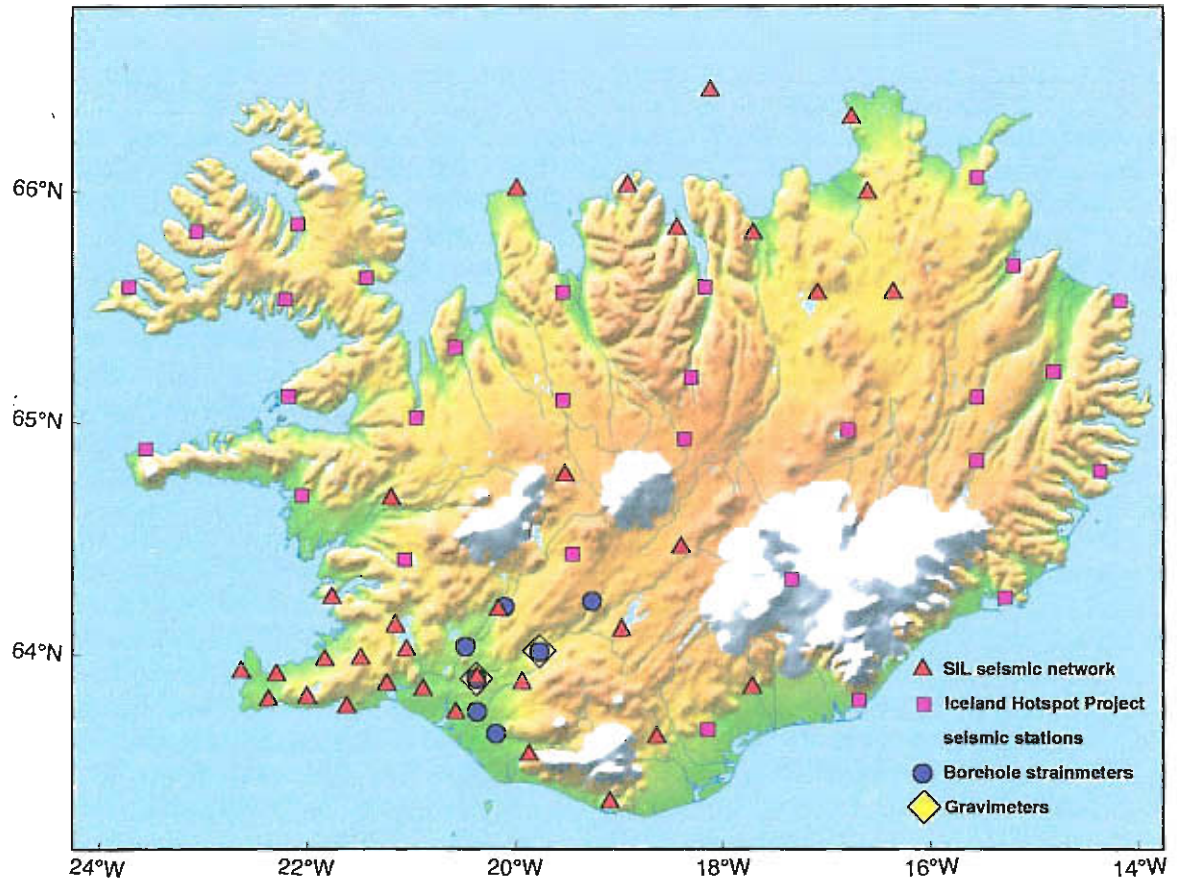 66°N
65°N
64°N
SIL seismic network
Iceland Hotspot Project
seismic stations
Borehole strainmeters
Gravimeters
24°W 22°W 20°W 18°W 16°W 14°W